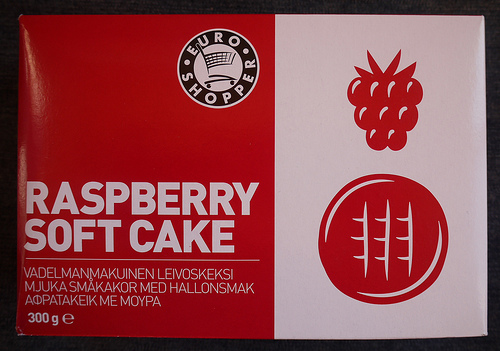 EURO
SHOPPER
RASPBERRY
SOFT CAKE
VADELMANMAKUINEN LEIVOSKEKSI
MJUKA SMÅKAKOR MED HALLONSMAK
ΑΦΡΑΤΑΚΕΙΚ ΜΕ ΜΟΥΡΑ
300 g ℮